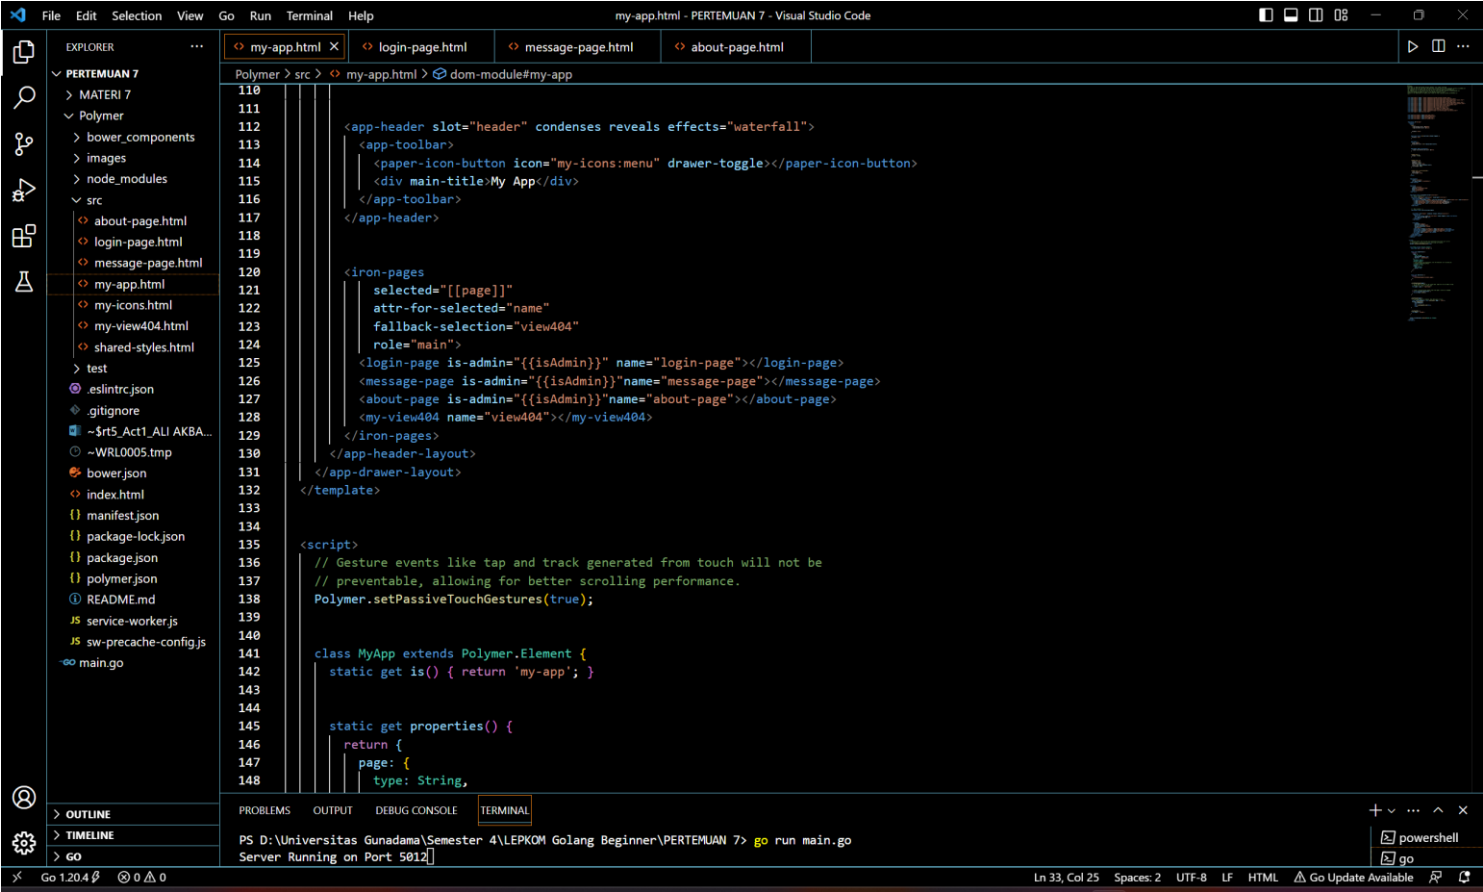 File Edit Selection View Go Run Terminal Help
my-app.html - PERTEMUAN 7 - Visual Studio Code
EXPLORER
PERTEMUAN 7
MATERI 7
Polymer
bower_components
images
node_modules
src
about-page.html
login-page.html
message-page.html
my-app.html
my-icons.html
my-view404.html
shared-styles.html
test
.eslintrc.json
.gitignore
~$rt5_Act1_ALI AKBA...
~WRL0005.tmp
bower.json
index.html
manifest.json
package-lock.json
package.json
polymer.json
README.md
JS service-worker.js
JS sw-precache-config.js
GO main.go
OUTLINE
TIMELINE
GO
my-app.html login-page.html message-page.html about-page.html
Polymer > src > my-app.html > dom-module#my-app
110
111
112 <app-header slot="header" condenses reveals effects="waterfall">
113 <app-toolbar>
114 <paper-icon-button icon="my-icons:menu" drawer-toggle></paper-icon-button>
115 <div main-title>My App</div>
116 </app-toolbar>
117 </app-header>
118
119
120 <iron-pages
121 selected="[[page]]"
122 attr-for-selected="name"
123 fallback-selection="view404"
124 role="main">
125 <login-page is-admin="{{isAdmin}}" name="login-page"></login-page>
126 <message-page is-admin="{{isAdmin}}"name="message-page"></message-page>
127 <about-page is-admin="{{isAdmin}}"name="about-page"></about-page>
128 <my-view404 name="view404"></my-view404>
129 </iron-pages>
130 </app-header-layout>
131 </app-drawer-layout>
132 </template>
133
134
135 <script>
136 // Gesture events like tap and track generated from touch will not be
137 // preventable, allowing for better scrolling performance.
138 Polymer.setPassiveTouchGestures(true);
139
140
141 class MyApp extends Polymer.Element {
142 static get is() { return 'my-app'; }
143
144
145 static get properties() {
146 return {
147 page: {
148 type: String,
PROBLEMS OUTPUT DEBUG CONSOLE TERMINAL
PS D:\Universitas Gunadama\Semester 4\LEPKOM Golang Beginner\PERTEMUAN 7> go run main.go
Server Running on Port 5012
powershell
go
Go 1.20.4 0 0 Ln 33, Col 25 Spaces: 2 UTF-8 LF HTML Go Update Available